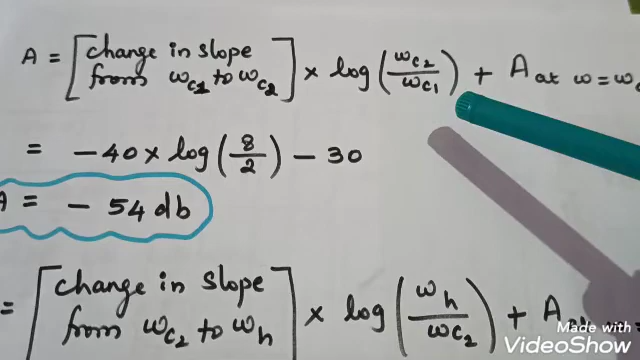 A = [change in slope from ωc1 to ωc2] × log(ωc2/ωc1) + A at ω=ω
= -40 × log(8/2) - 30
A = - 54 db
= [change in slope from ωc2 to ωh] × log(ωh/ωc2) + A
Made with
VideoShow